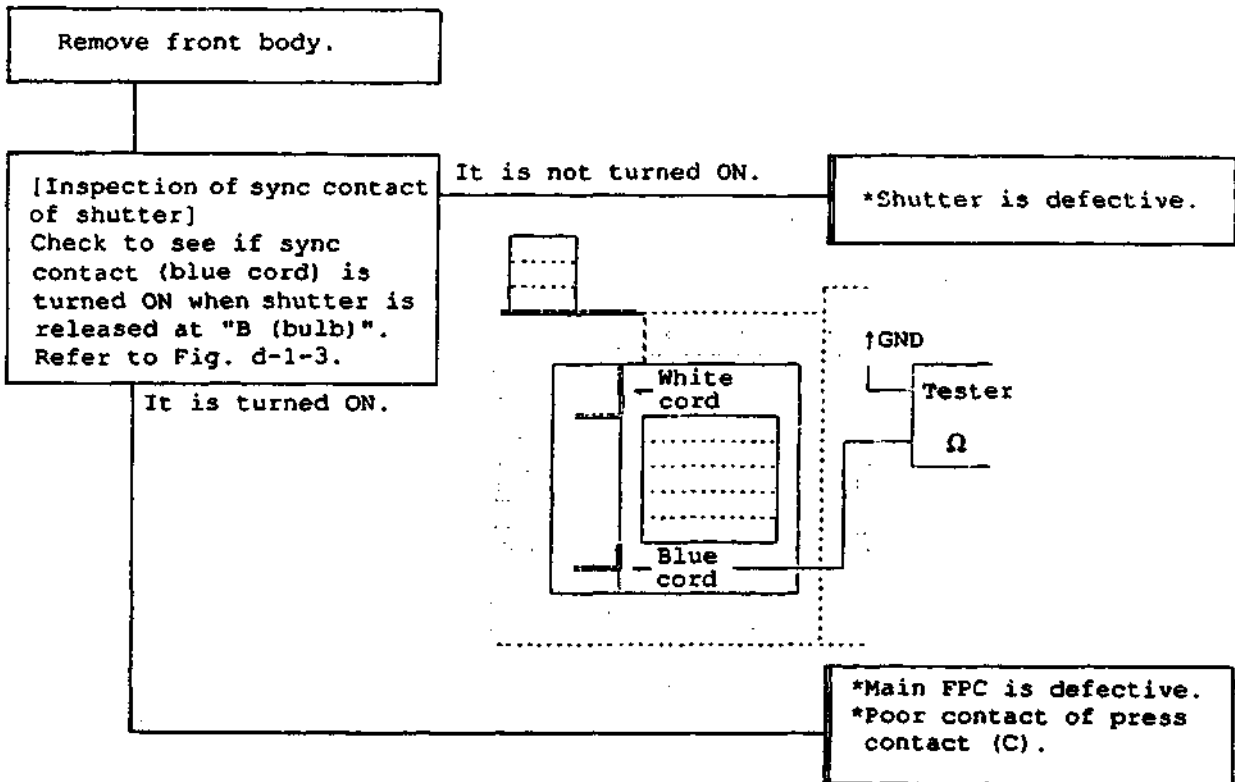 Remove front body.
[Inspection of sync contact
of shutter]
Check to see if sync
contact (blue cord) is
turned ON when shutter is
released at "B (bulb)".
Refer to Fig. d-1-3.
It is not turned ON.
*Shutter is defective.
↑GND
Tester
Ω
White
cord
Blue
cord
It is turned ON.
*Main FPC is defective.
*Poor contact of press
contact (C).